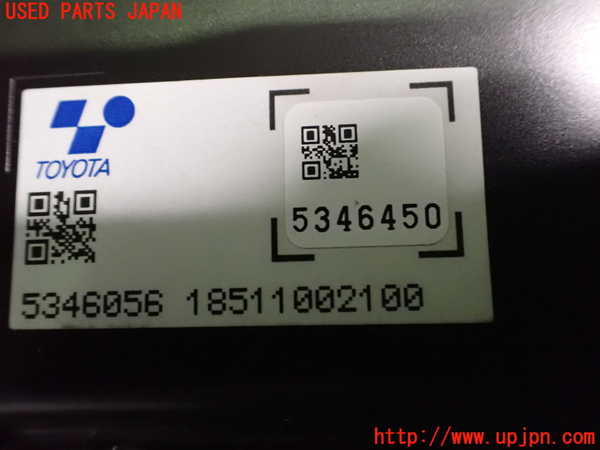 USED PARTS JAPAN
TOYOTA
5346450
5346056 18511002100
http://www.upjpn.com/